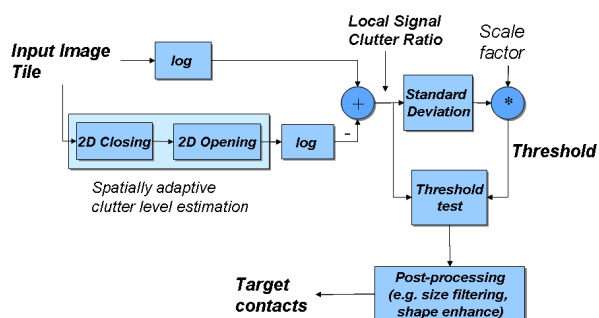 Local Signal
Clutter Ratio
Scale
factor
Input Image
Tile
log
+
Standard
Deviation
*
-
2D Closing
2D Opening
log
Threshold
Spatially adaptive
clutter level estimation
Threshold
test
Post-processing
(e.g. size filtering,
shape enhance)
Target
contacts